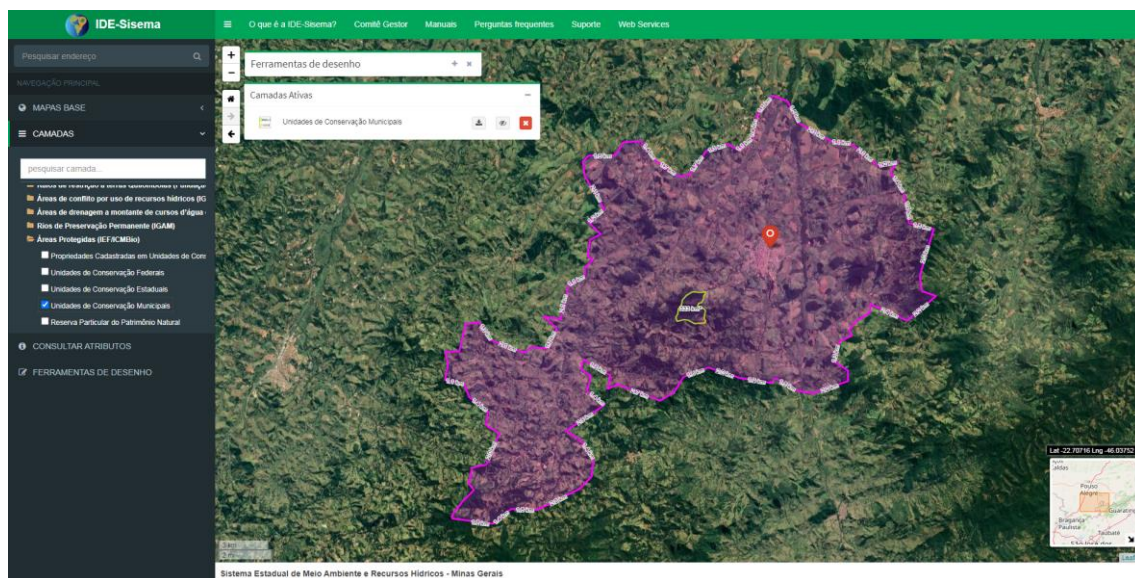 IDE-Sisema
O que é a IDE-Sisema?
Comitê Gestor
Manuais
Perguntas frequentes
Suporte
Web Services
Pesquisar endereço
NAVEGAÇÃO PRINCIPAL
MAPAS BASE
CAMADAS
pesquisar camada...
Áreas de conflito por uso de recursos hídricos (IG
Áreas de drenagem a montante de cursos d'água
Rios de Preservação Permanente (IGAM)
Áreas Protegidas (IEF/ICMBio)
Propriedades Cadastradas em Unidades de Cons
Unidades de Conservação Federais
Unidades de Conservação Estaduais
Unidades de Conservação Municipais
Reserva Particular do Patrimônio Natural
CONSULTAR ATRIBUTOS
FERRAMENTAS DE DESENHO
Ferramentas de desenho
Camadas Ativas
Unidades de Conservação Municipais
Lat -22.70716 Lng -46.03752
Pouso
Alegre
Bragança
Paulista
Taubaté
Sistema Estadual de Meio Ambiente e Recursos Hídricos - Minas Gerais